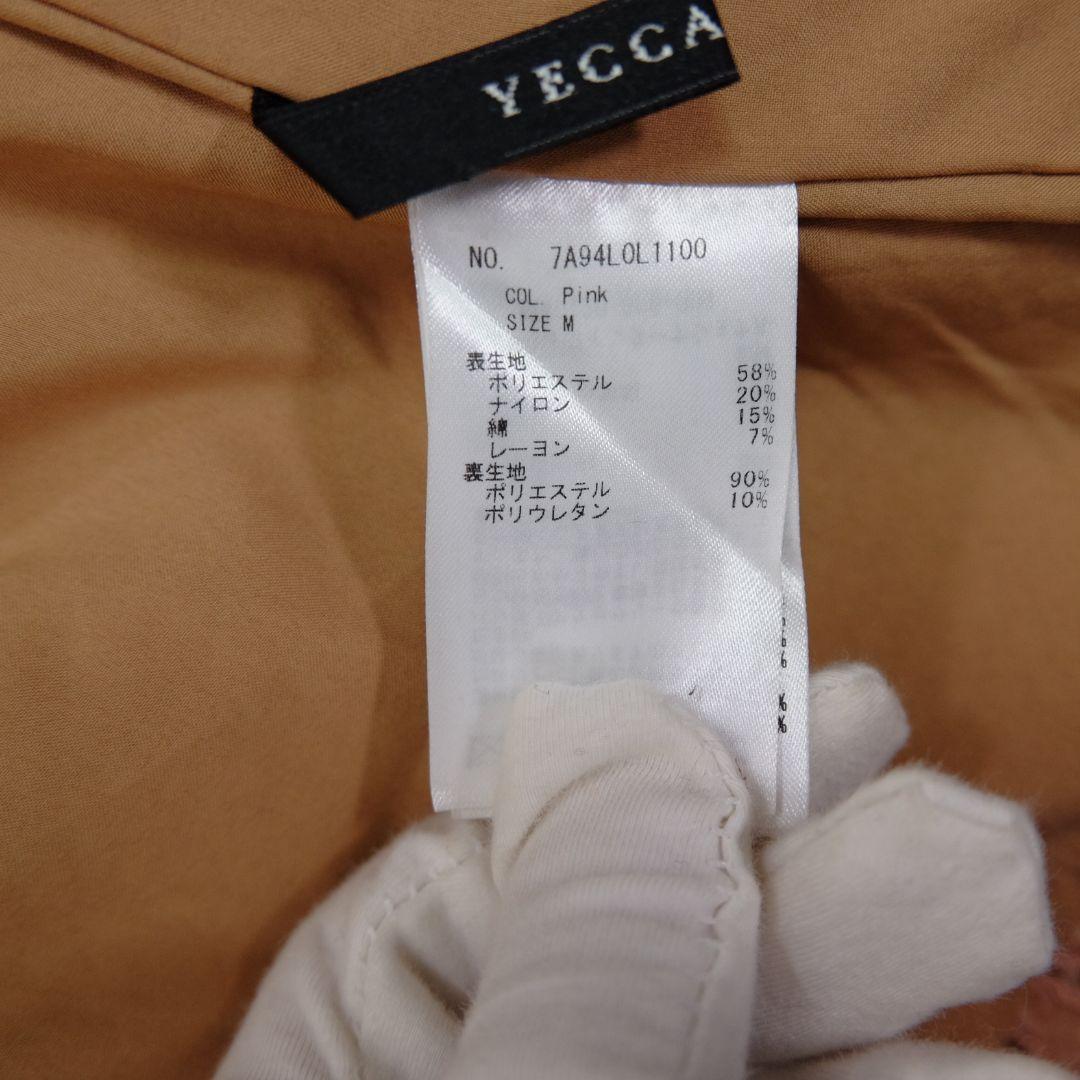 YECCA
NO. 7A94L0L1100
COL. Pink
SIZE M
表生地
ポリエステル 58%
ナイロン 20%
綿 15%
レーヨン 7%
裏生地
ポリエステル 90%
ポリウレタン 10%
%
%
%